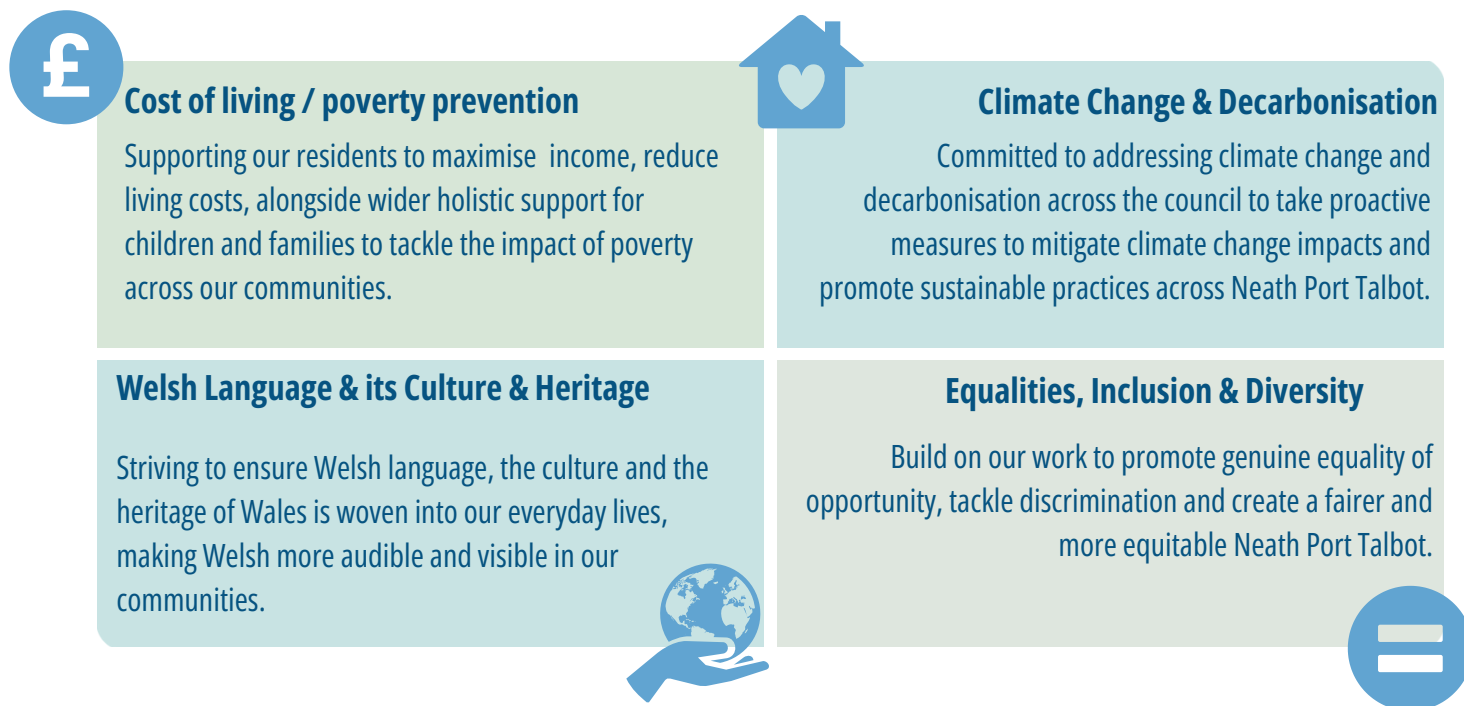 £
Cost of living / poverty prevention
Supporting our residents to maximise  income, reduce
living costs, alongside wider holistic support for
children and families to tackle the impact of poverty
across our communities.
Climate Change & Decarbonisation
Committed to addressing climate change and
decarbonisation across the council to take proactive
measures to mitigate climate change impacts and
promote sustainable practices across Neath Port Talbot.
Welsh Language & its Culture & Heritage
Striving to ensure Welsh language, the culture and the
heritage of Wales is woven into our everyday lives,
making Welsh more audible and visible in our
communities.
Equalities, Inclusion & Diversity
Build on our work to promote genuine equality of
opportunity, tackle discrimination and create a fairer and
more equitable Neath Port Talbot.
=